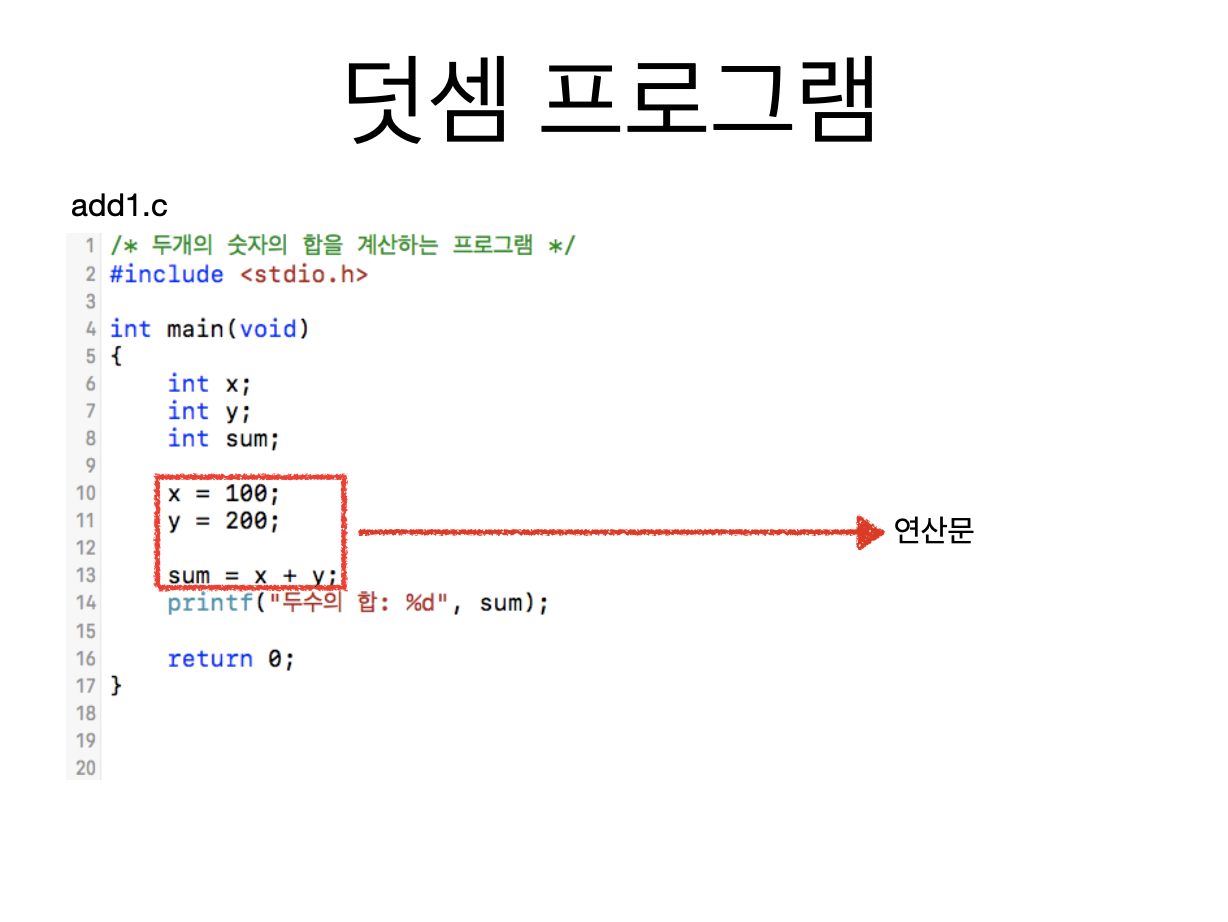 덧셈 프로그램
add1.c
1 /* 두개의 숫자의 합을 계산하는 프로그램 */
2 #include <stdio.h>
3
4 int main(void)
5 {
6     int x;
7     int y;
8     int sum;
9
10     x = 100;
11     y = 200;
연산문
12
13     sum = x + y;
14     printf("두수의 합: %d", sum);
15
16     return 0;
17 }
18
19
20